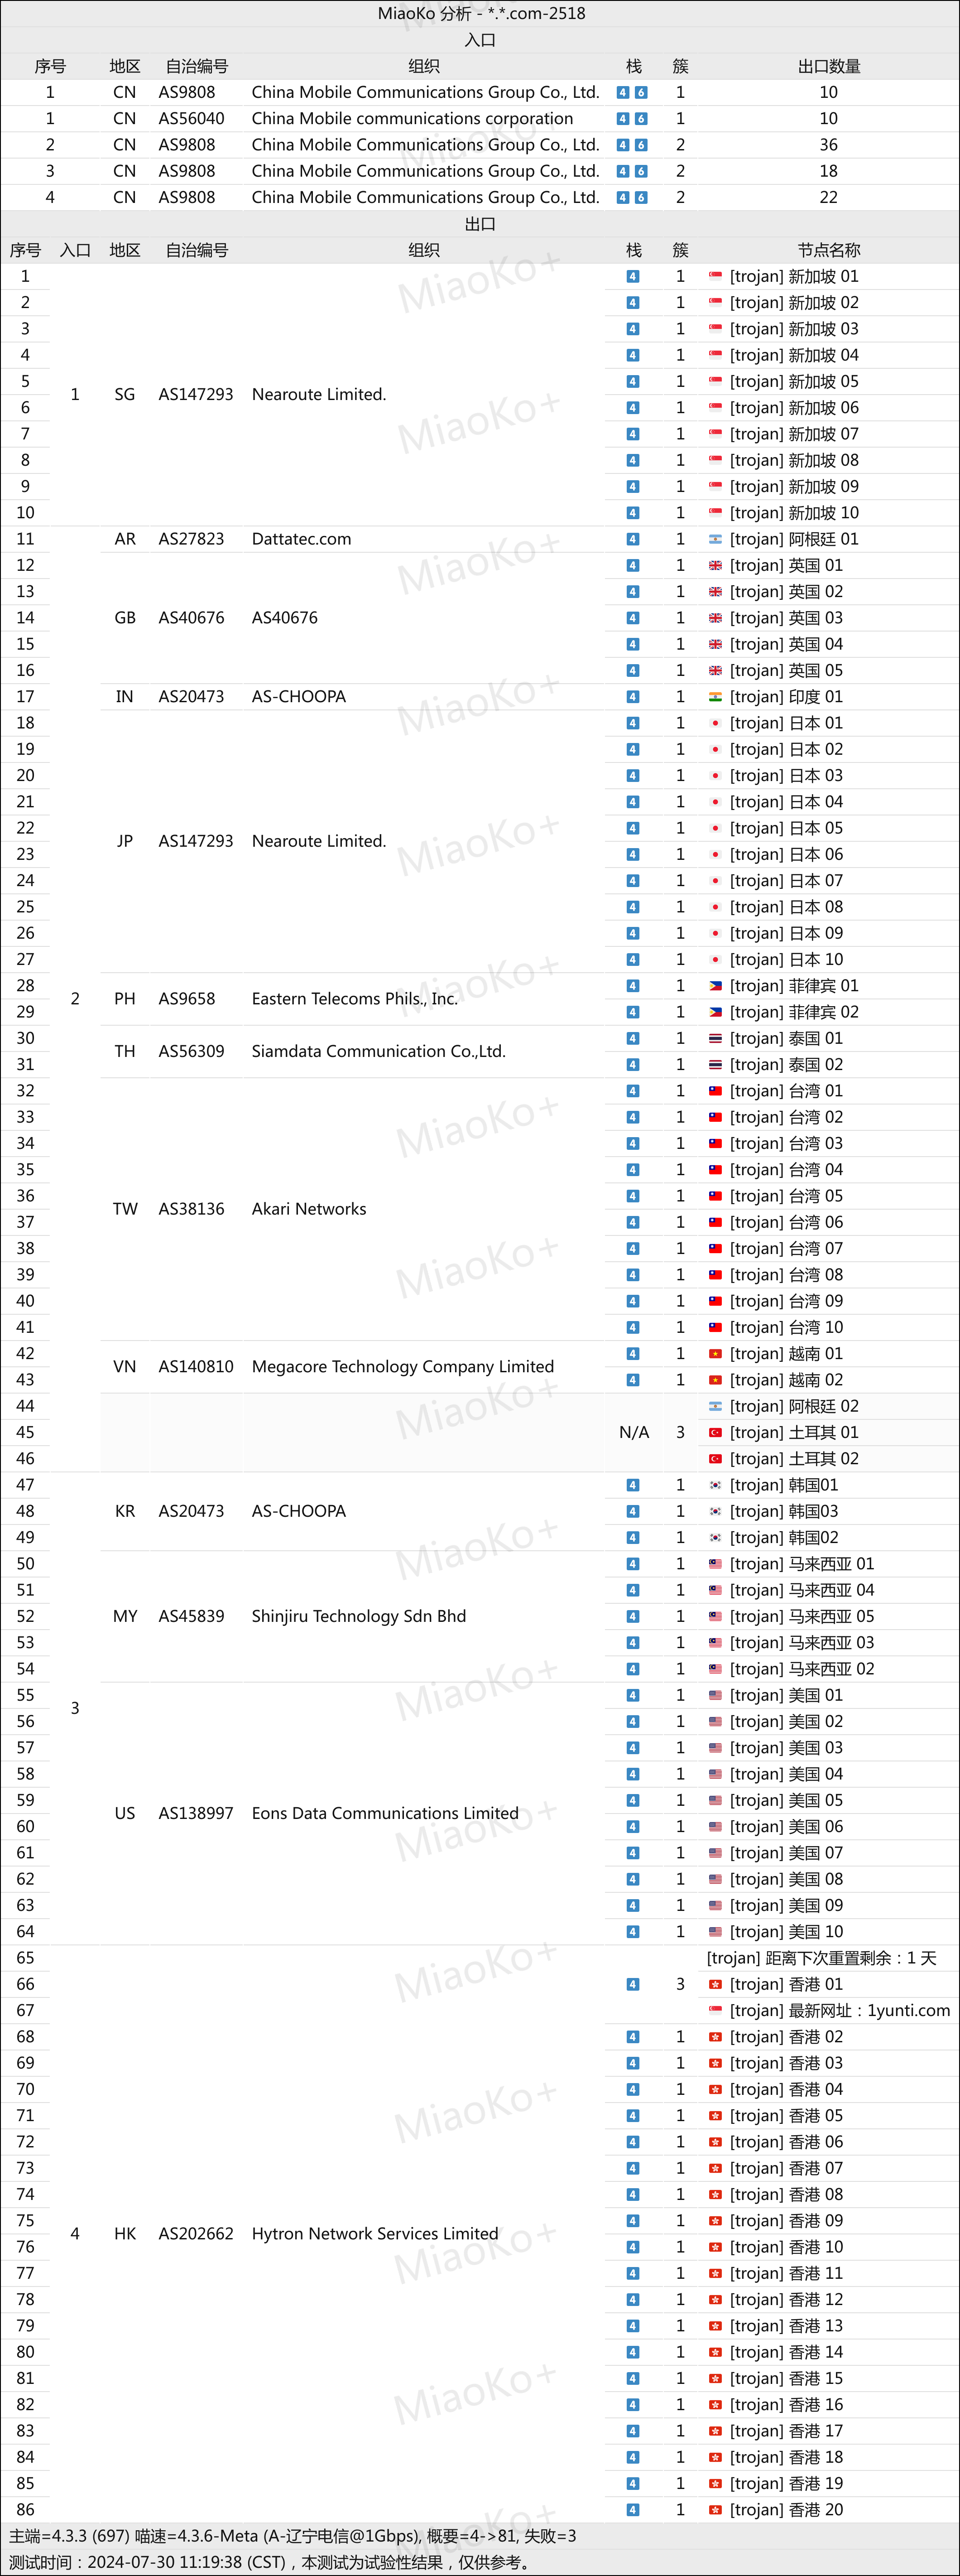 MiaoKo 分析 - *.*.com-2518
入口
序号 地区 自治编号 组织 栈 簇 出口数量
1 CN AS9808 China Mobile Communications Group Co., Ltd. 4 6 1 10
1 CN AS56040 China Mobile communications corporation 4 6 1 10
2 CN AS9808 China Mobile Communications Group Co., Ltd. 4 6 2 36
3 CN AS9808 China Mobile Communications Group Co., Ltd. 4 6 2 18
4 CN AS9808 China Mobile Communications Group Co., Ltd. 4 6 2 22
出口
序号 入口 地区 自治编号 组织 栈 簇 节点名称
1 4 1 [trojan] 新加坡 01
2 4 1 [trojan] 新加坡 02
3 4 1 [trojan] 新加坡 03
4 4 1 [trojan] 新加坡 04
5 4 1 [trojan] 新加坡 05
1 SG AS147293 Nearoute Limited.
6 4 1 [trojan] 新加坡 06
7 4 1 [trojan] 新加坡 07
8 4 1 [trojan] 新加坡 08
9 4 1 [trojan] 新加坡 09
10 4 1 [trojan] 新加坡 10
11 AR AS27823 Dattatec.com 4 1 [trojan] 阿根廷 01
12 4 1 [trojan] 英国 01
13 4 1 [trojan] 英国 02
14 GB AS40676 AS40676 4 1 [trojan] 英国 03
15 4 1 [trojan] 英国 04
16 4 1 [trojan] 英国 05
17 IN AS20473 AS-CHOOPA 4 1 [trojan] 印度 01
18 4 1 [trojan] 日本 01
19 4 1 [trojan] 日本 02
20 4 1 [trojan] 日本 03
21 4 1 [trojan] 日本 04
22 4 1 [trojan] 日本 05
JP AS147293 Nearoute Limited.
23 4 1 [trojan] 日本 06
24 4 1 [trojan] 日本 07
25 4 1 [trojan] 日本 08
26 4 1 [trojan] 日本 09
27 4 1 [trojan] 日本 10
28 4 1 [trojan] 菲律宾 01
2 PH AS9658 Eastern Telecoms Phils., Inc.
29 4 1 [trojan] 菲律宾 02
30 4 1 [trojan] 泰国 01
TH AS56309 Siamdata Communication Co.,Ltd.
31 4 1 [trojan] 泰国 02
32 4 1 [trojan] 台湾 01
33 4 1 [trojan] 台湾 02
34 4 1 [trojan] 台湾 03
35 4 1 [trojan] 台湾 04
36 4 1 [trojan] 台湾 05
TW AS38136 Akari Networks
37 4 1 [trojan] 台湾 06
38 4 1 [trojan] 台湾 07
39 4 1 [trojan] 台湾 08
40 4 1 [trojan] 台湾 09
41 4 1 [trojan] 台湾 10
42 4 1 [trojan] 越南 01
VN AS140810 Megacore Technology Company Limited
43 4 1 [trojan] 越南 02
44 [trojan] 阿根廷 02
45 N/A 3 [trojan] 土耳其 01
46 [trojan] 土耳其 02
47 4 1 [trojan] 韩国01
48 KR AS20473 AS-CHOOPA 4 1 [trojan] 韩国03
49 4 1 [trojan] 韩国02
50 4 1 [trojan] 马来西亚 01
51 4 1 [trojan] 马来西亚 04
52 MY AS45839 Shinjiru Technology Sdn Bhd 4 1 [trojan] 马来西亚 05
53 4 1 [trojan] 马来西亚 03
54 4 1 [trojan] 马来西亚 02
55 4 1 [trojan] 美国 01
3
56 4 1 [trojan] 美国 02
57 4 1 [trojan] 美国 03
58 4 1 [trojan] 美国 04
59 4 1 [trojan] 美国 05
US AS138997 Eons Data Communications Limited
60 4 1 [trojan] 美国 06
61 4 1 [trojan] 美国 07
62 4 1 [trojan] 美国 08
63 4 1 [trojan] 美国 09
64 4 1 [trojan] 美国 10
65 [trojan] 距离下次重置剩余：1 天
66 4 3 [trojan] 香港 01
67 [trojan] 最新网址：1yunti.com
68 4 1 [trojan] 香港 02
69 4 1 [trojan] 香港 03
70 4 1 [trojan] 香港 04
71 4 1 [trojan] 香港 05
72 4 1 [trojan] 香港 06
73 4 1 [trojan] 香港 07
74 4 1 [trojan] 香港 08
75 4 1 [trojan] 香港 09
4 HK AS202662 Hytron Network Services Limited
76 4 1 [trojan] 香港 10
77 4 1 [trojan] 香港 11
78 4 1 [trojan] 香港 12
79 4 1 [trojan] 香港 13
80 4 1 [trojan] 香港 14
81 4 1 [trojan] 香港 15
82 4 1 [trojan] 香港 16
83 4 1 [trojan] 香港 17
84 4 1 [trojan] 香港 18
85 4 1 [trojan] 香港 19
86 4 1 [trojan] 香港 20
主端=4.3.3 (697) 喵速=4.3.6-Meta (A-辽宁电信@1Gbps), 概要=4->81, 失败=3
测试时间：2024-07-30 11:19:38 (CST)，本测试为试验性结果，仅供参考。